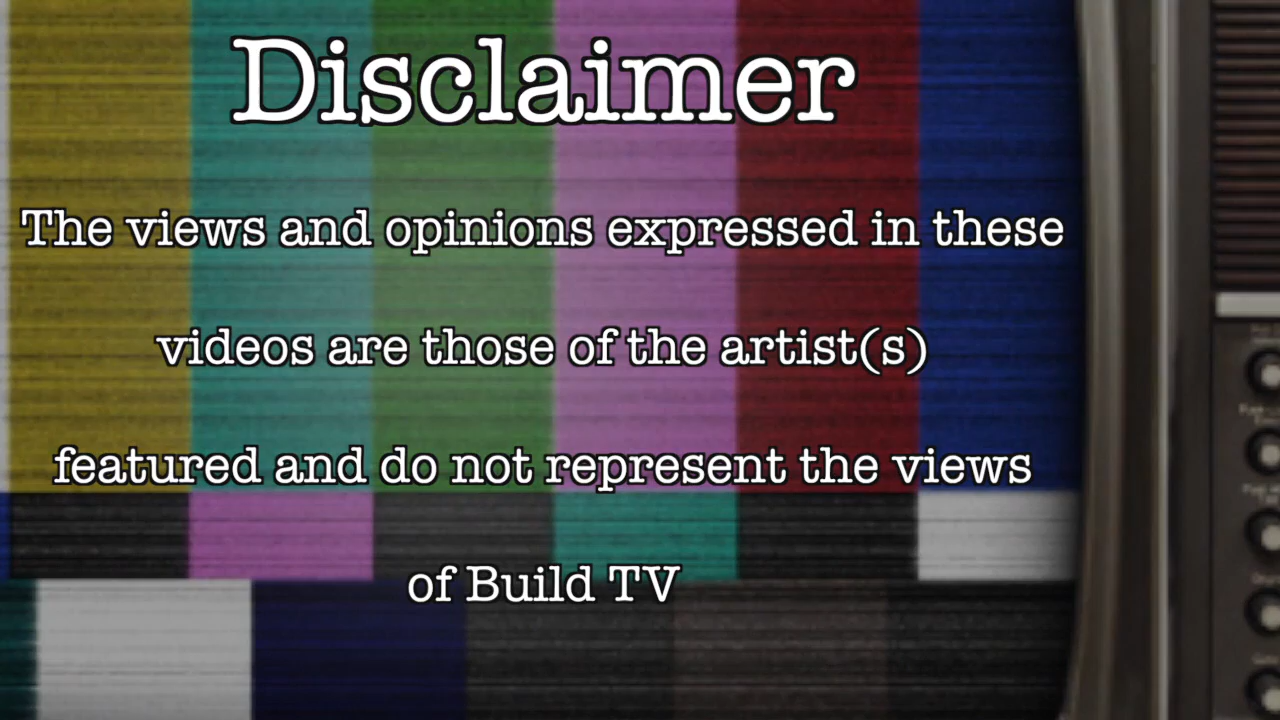 Disclaimer
The views and opinions expressed in these
videos are those of the artist(s)
featured and do not represent the views
of Build TV